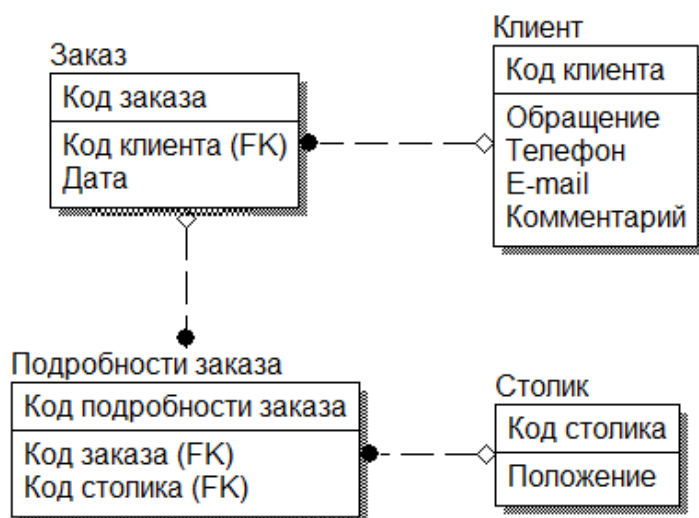 Заказ
Код заказа
Код клиента (FK)
Дата
Клиент
Код клиента
Обращение
Телефон
E-mail
Комментарий
Подробности заказа
Код подробности заказа
Код заказа (FK)
Код столика (FK)
Столик
Код столика
Положение